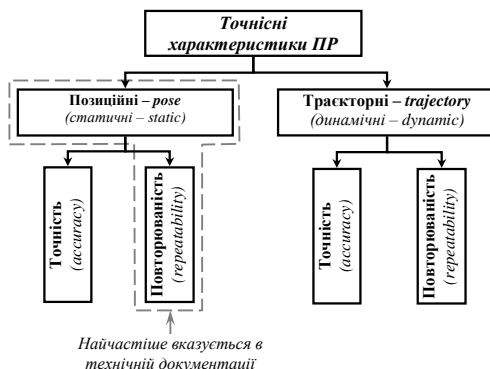 Точнісні
характеристики ПР
Позиційні – pose
(статичні – static)
Траєкторні – trajectory
(динамічні – dynamic)
Точність
(accuracy)
Повторюваність
(repeatability)
Точність
(accuracy)
Повторюваність
(repeatability)
Найчастіше вказується в
технічній документації